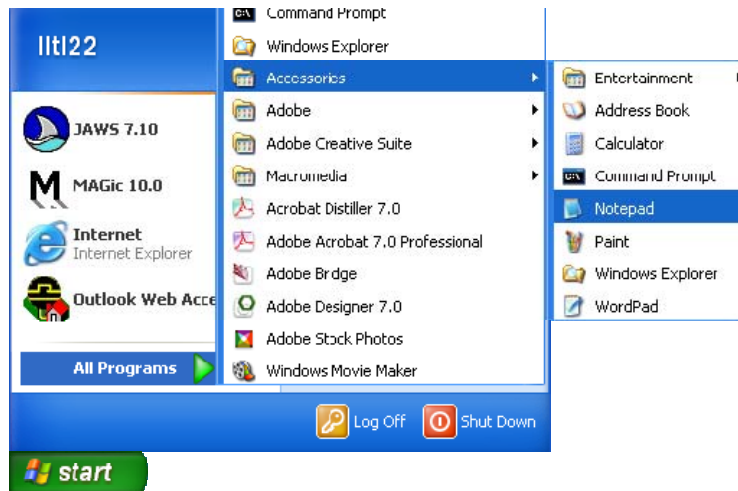 lltl22
JAWS 7.10
MAGic 10.0
Internet
Internet Explorer
Outlook Web Acce
All Programs
Command Prompt
Windows Explorer
Accessories
Adobe
Adobe Creative Suite
Macromedia
Acrobat Distiller 7.0
Adobe Acrobat 7.0 Professional
Adobe Bridge
Adobe Designer 7.0
Adobe Stock Photos
Windows Movie Maker
Entertainment
Address Book
Calculator
Command Prompt
Notepad
Paint
Windows Explorer
WordPad
Log Off
Shut Down
start